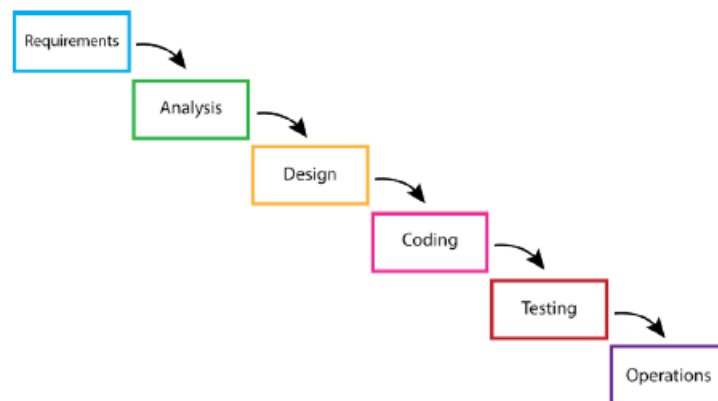 Requirements
Analysis
Design
Coding
Testing
Operations